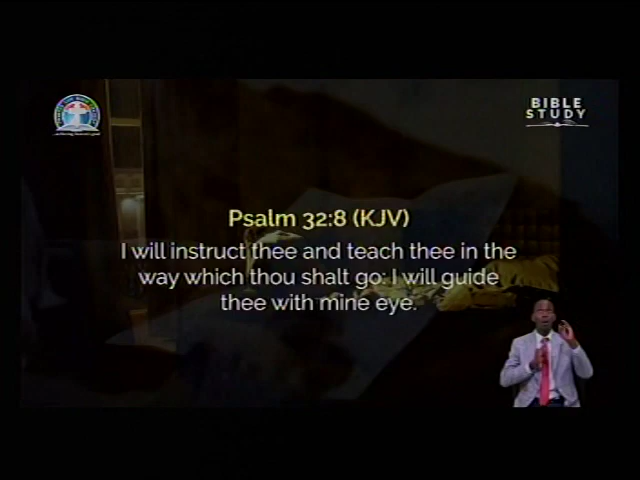 BIBLE
STUDY
Psalm 32:8 (KJV)
I will instruct thee and teach thee in the
way which thou shalt go: I will guide
thee with mine eye.